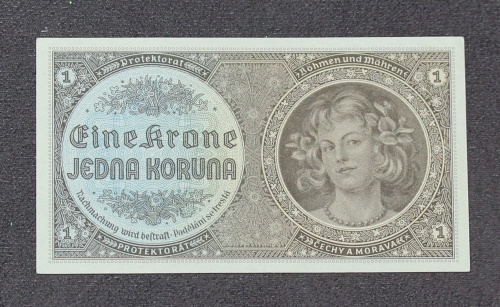 Protektorat
Böhmen und Mähren
1
1
Eine Krone
JEDNA KORUNA
Nachmachung wird bestraft. Padělání se trestá
1
1
PROTEKTORÁT
ČECHY A MORAVA